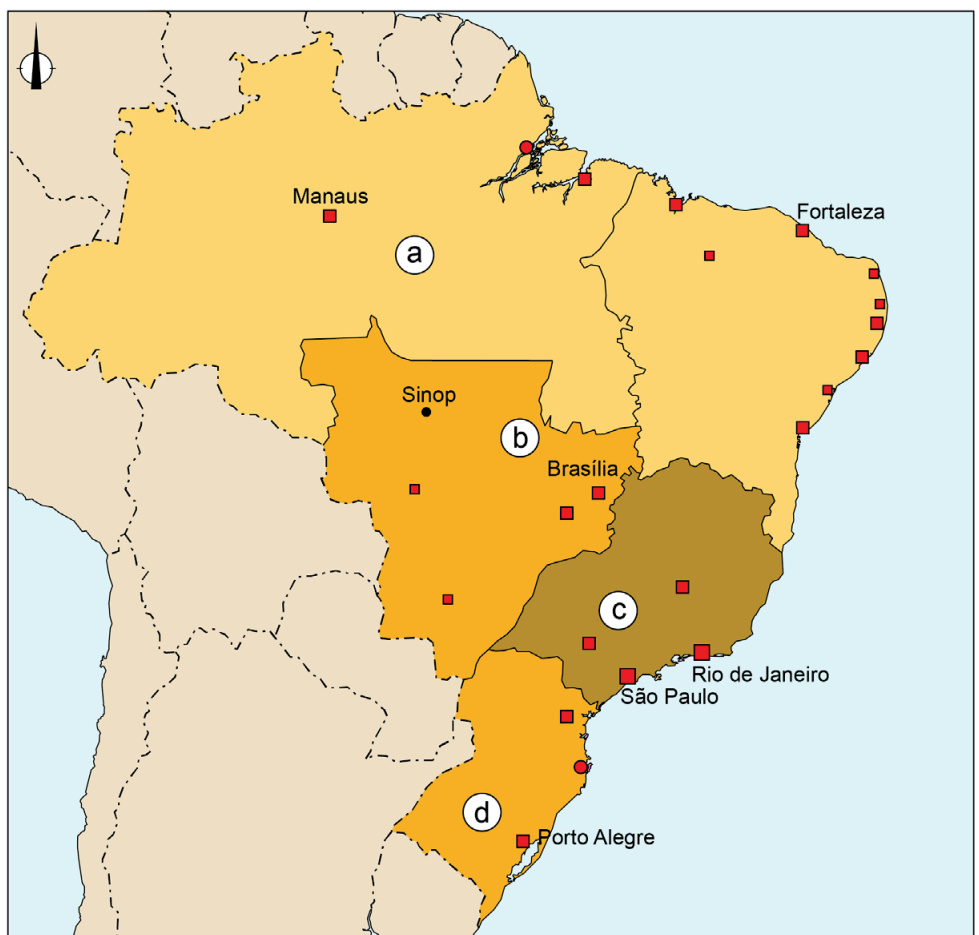 Manaus
Fortaleza
a
Sinop
b
Brasília
c
Rio de Janeiro
São Paulo
d
Porto Alegre